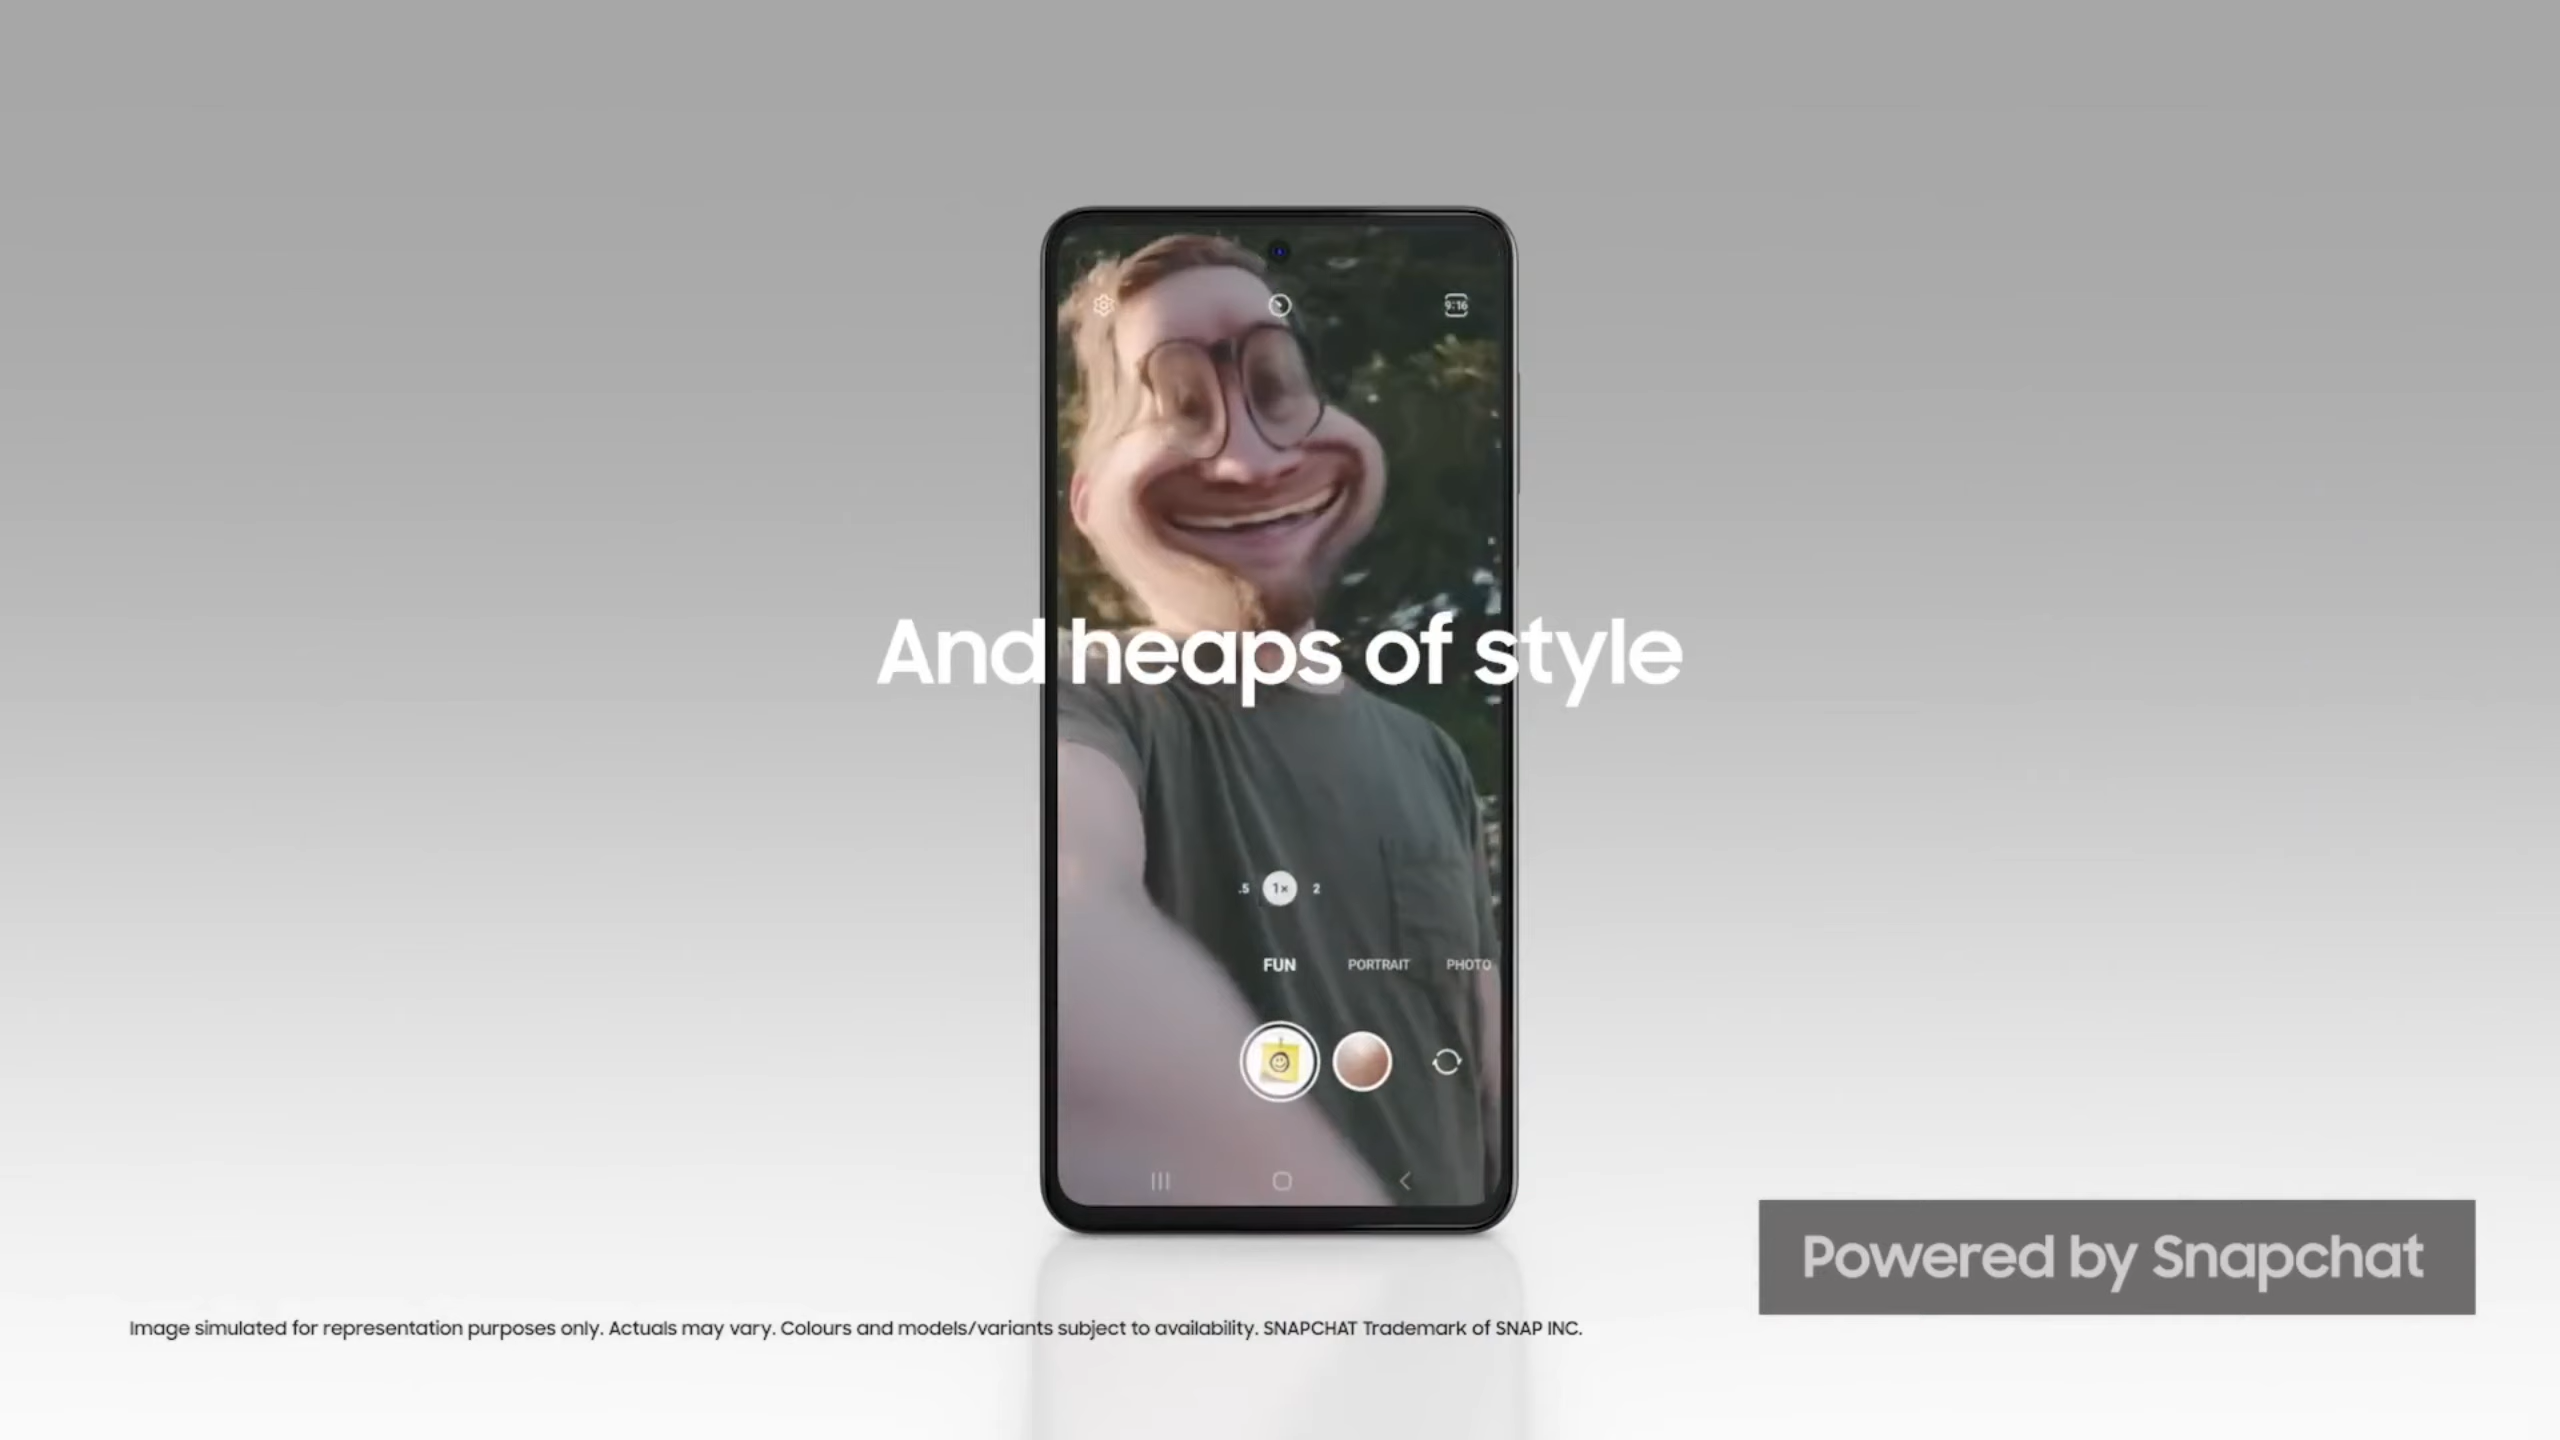 9:16
And heaps of style
.5 1× 2
FUN PORTRAIT PHOTO
Powered by Snapchat
Image simulated for representation purposes only. Actuals may vary. Colours and models/variants subject to availability. SNAPCHAT Trademark of SNAP INC.